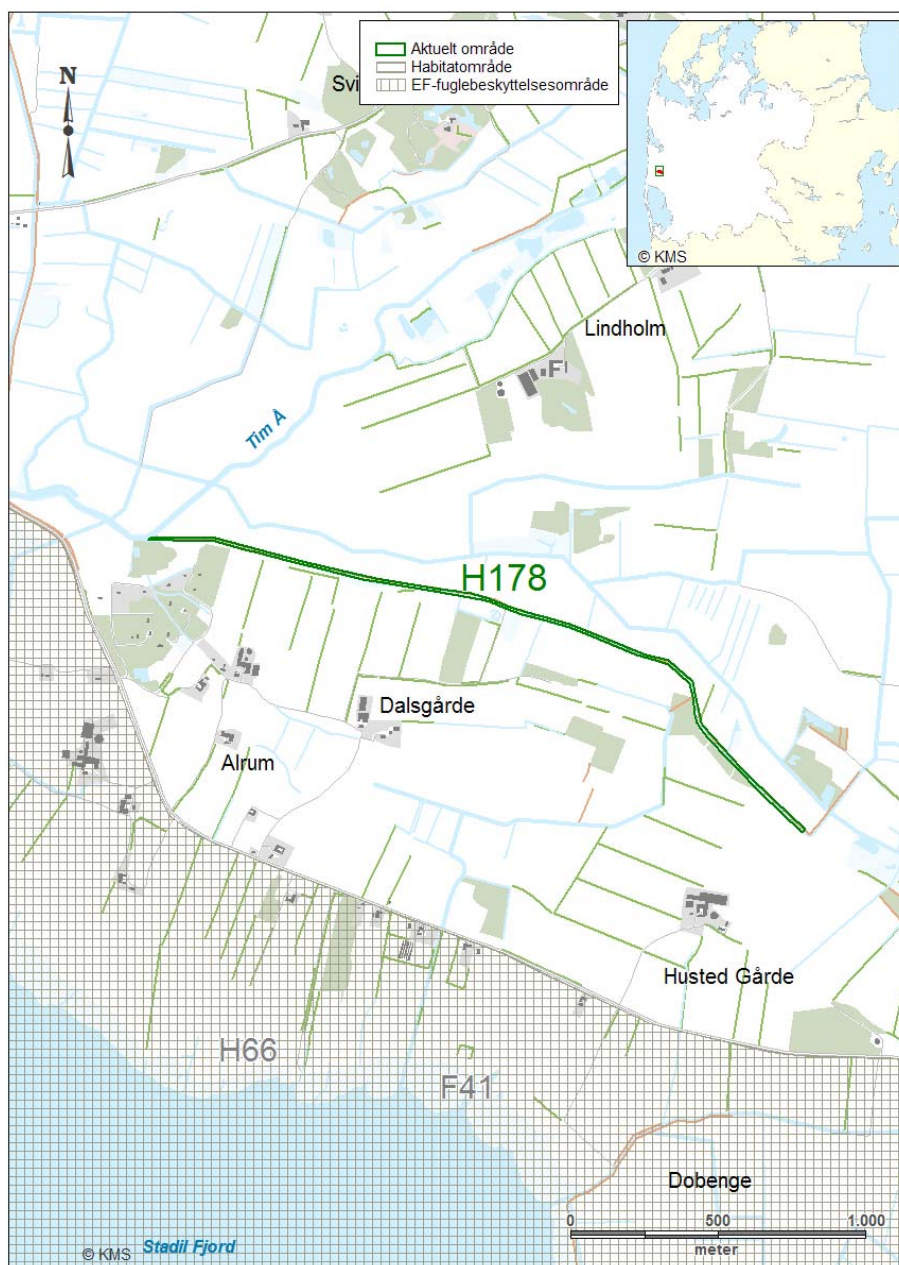 Aktuelt område
Habitatområde
EF-fuglebeskyttelsesområde
N
Svi
© KMS
Lindholm
F
Tim Å
H178
Dalsgårde
Alrum
Husted Gårde
H66
F41
Dobenge
0 500 1.000
meter
© KMS Stadil Fjord